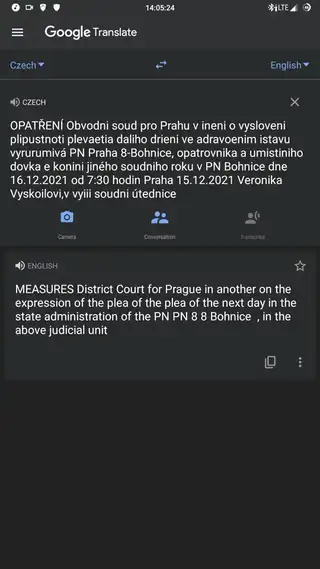 14:05:24
LTE
Google Translate
Czech
English
CZECH
OPATŘENÍ Obvodni soud pro Prahu v ineni o vysloveni
plipustnoti plevaetia daliho drieni ve adravoenim istavu
vyrurumivá PN Praha 8-Bohnice, opatrovnika a umistiniho
dovka e konini jiného soudniho roku v PN Bohnice dne
16.12.2021 od 7:30 hodin Praha 15.12.2021 Veronika
Vyskoilovi,v vyiii soudni útednice
Camera
Conversation
Transcribe
ENGLISH
MEASURES District Court for Prague in another on the
expression of the plea of the plea of the next day in the
state administration of the PN PN 8 8 Bohnice , in the
above judicial unit